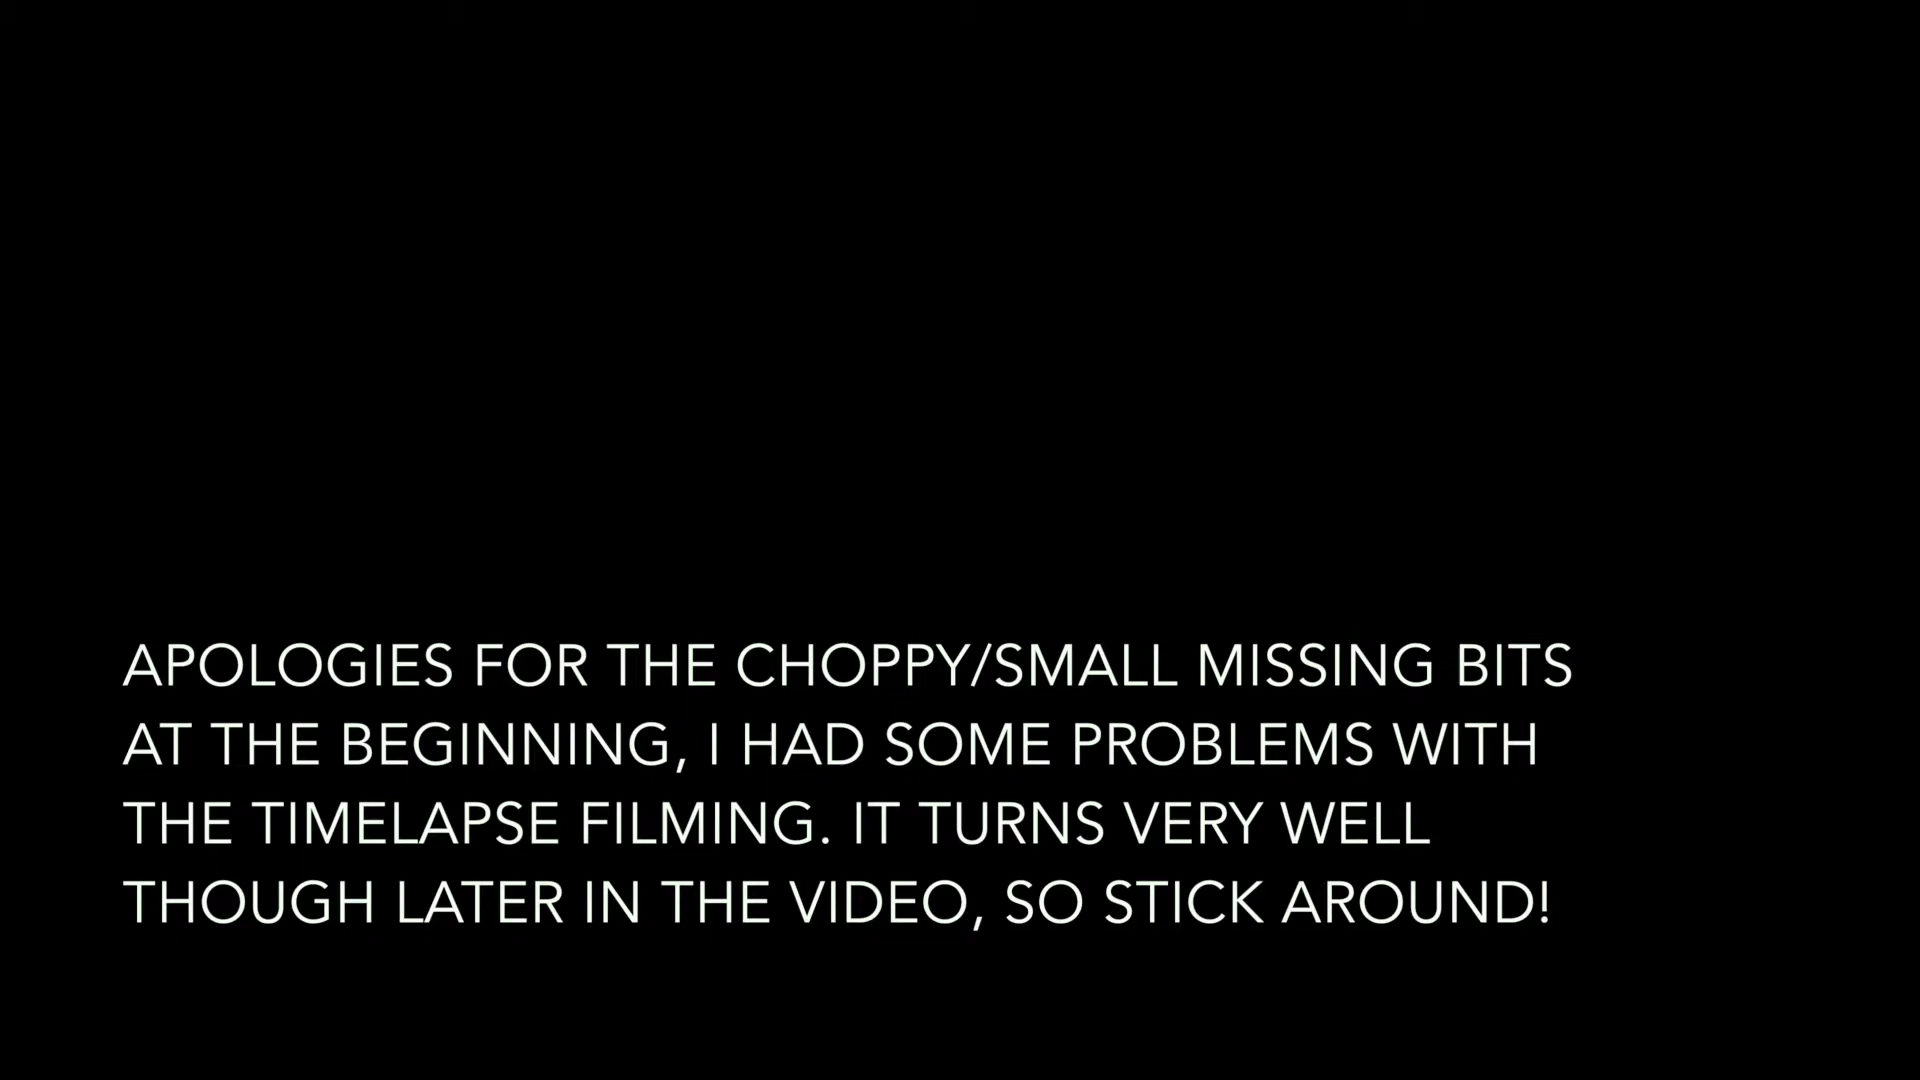 APOLOGIES FOR THE CHOPPY/SMALL MISSING BITS
AT THE BEGINNING, I HAD SOME PROBLEMS WITH
THE TIMELAPSE FILMING. IT TURNS VERY WELL
THOUGH LATER IN THE VIDEO, SO STICK AROUND!